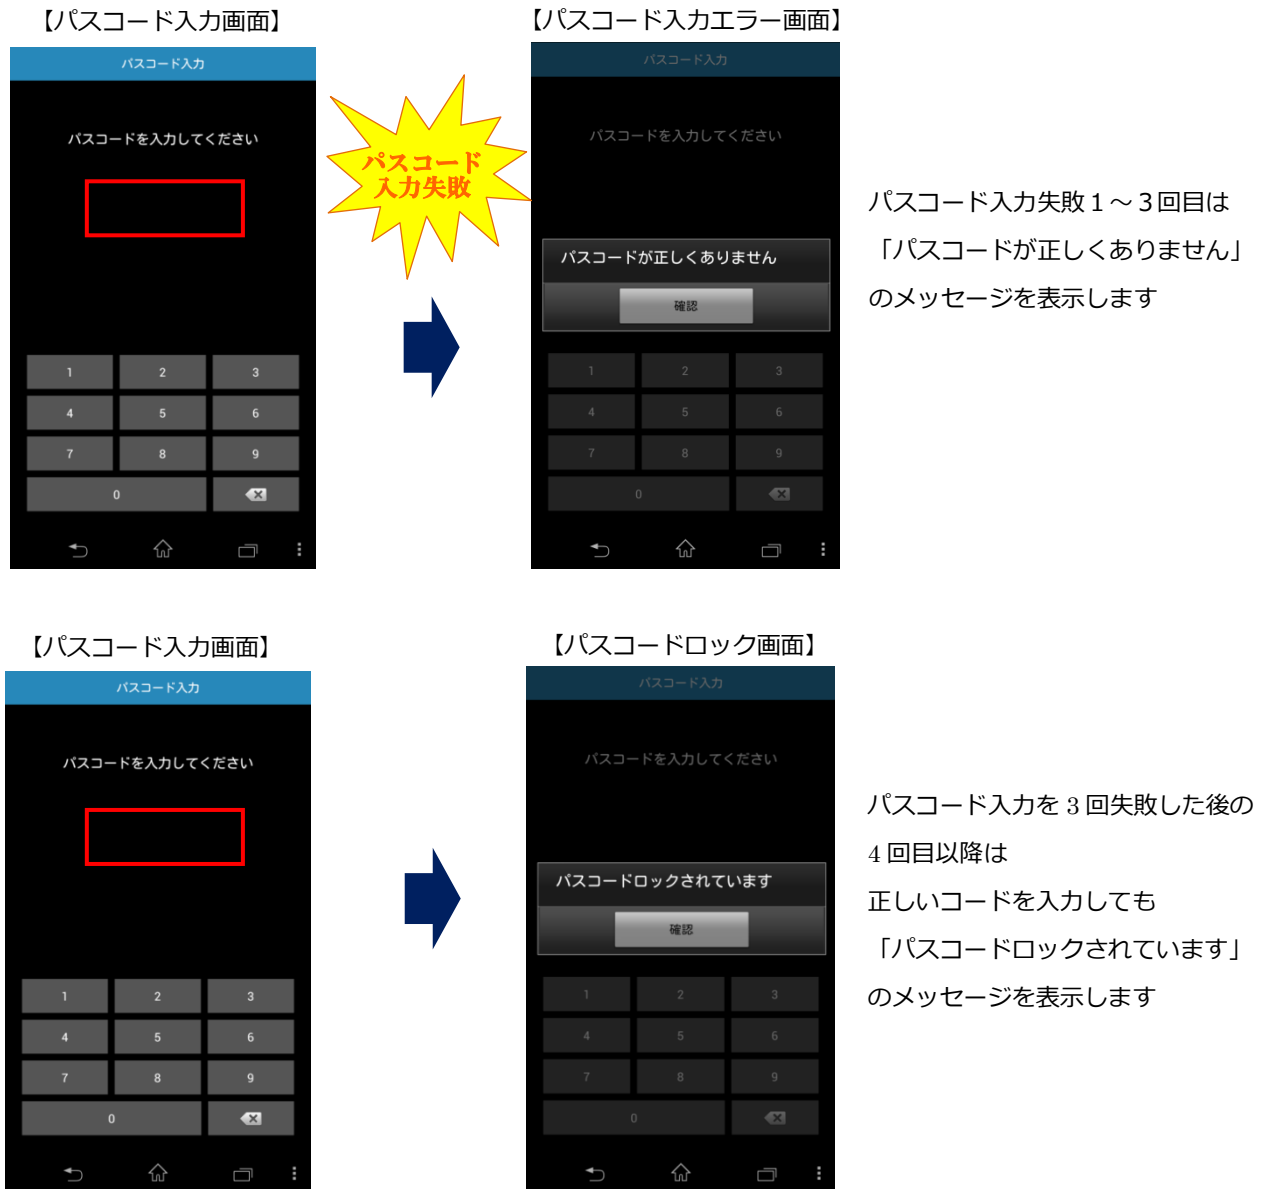 【パスコード入力画面】
パスコード入力
パスコードを入力してください
1 2 3
4 5 6
7 8 9
0
パスコード
入力失敗
【パスコード入力エラー画面】
パスコード入力
パスコードを入力してください
パスコードが正しくありません
確認
1 2 3
4 5 6
7 8 9
0
パスコード入力失敗１～３回目は
「パスコードが正しくありません」
のメッセージを表示します
【パスコード入力画面】
パスコード入力
パスコードを入力してください
1 2 3
4 5 6
7 8 9
0
【パスコードロック画面】
パスコード入力
パスコードを入力してください
パスコードロックされています
確認
1 2 3
4 5 6
7 8 9
0
パスコード入力を 3 回失敗した後の
4 回目以降は
正しいコードを入力しても
「パスコードロックされています」
のメッセージを表示します